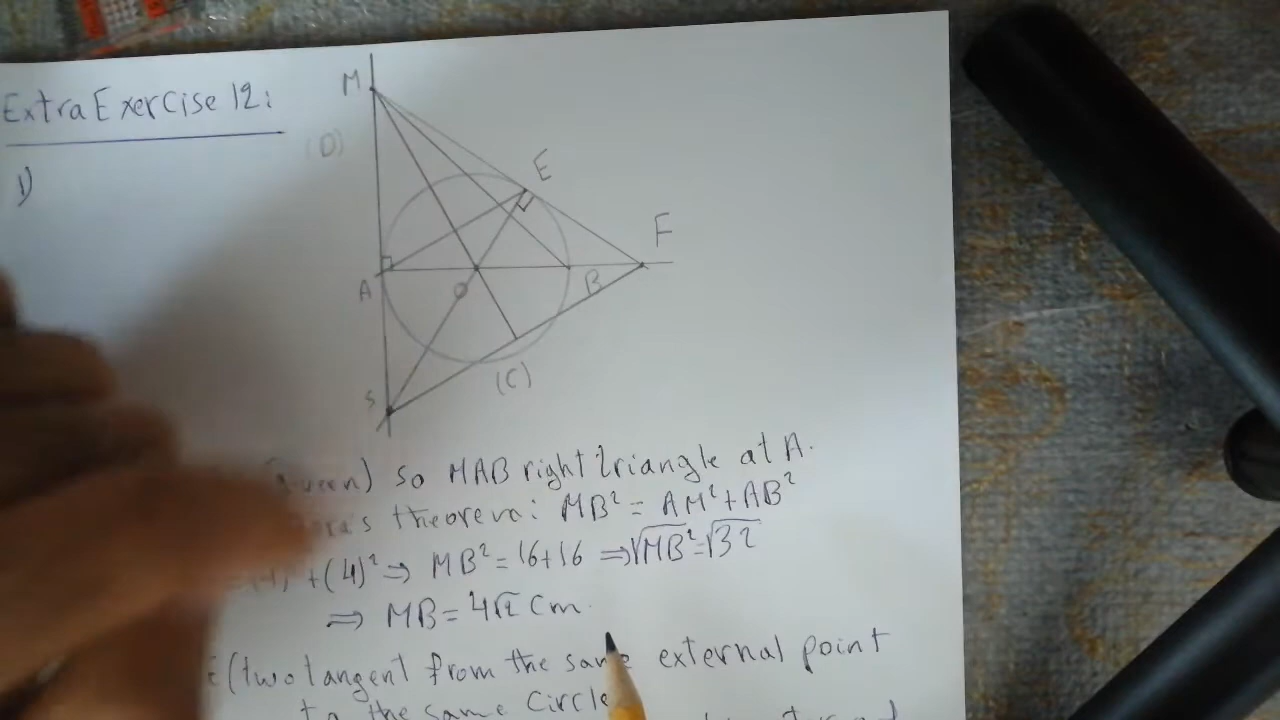 Extra Exercise 12:
1)
M
(D)
E
F
A
O
B
S
(C)
so MAB right triangle at A.
theorem: MB² = AM² + AB²
+(4)² ⇒ MB² = 16+16 ⇒ √MB² = √32
⇒ MB = 4√2 cm.
(two tangent from the same external point
to the same circle